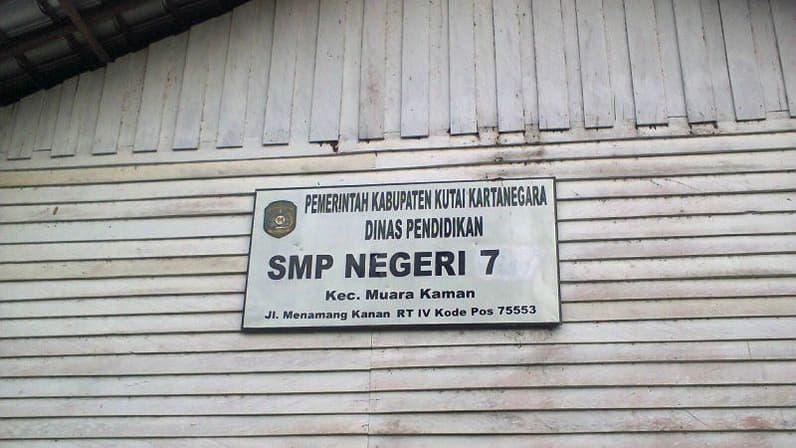 PEMERINTAH KABUPATEN KUTAI KARTANEGARA
DINAS PENDIDIKAN
SMP NEGERI 7
Kec. Muara Kaman
Jl. Menamang Kanan RT IV Kode Pos 75553